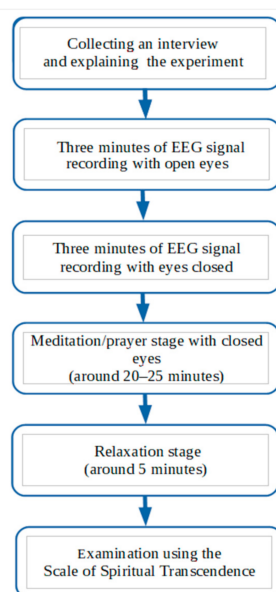 Collecting an interview
and explaining the experiment
Three minutes of EEG signal
recording with open eyes
Three minutes of EEG signal
recording with eyes closed
Meditation/prayer stage with closed
eyes
(around 20–25 minutes)
Relaxation stage
(around 5 minutes)
Examination using the
Scale of Spiritual Transcendence